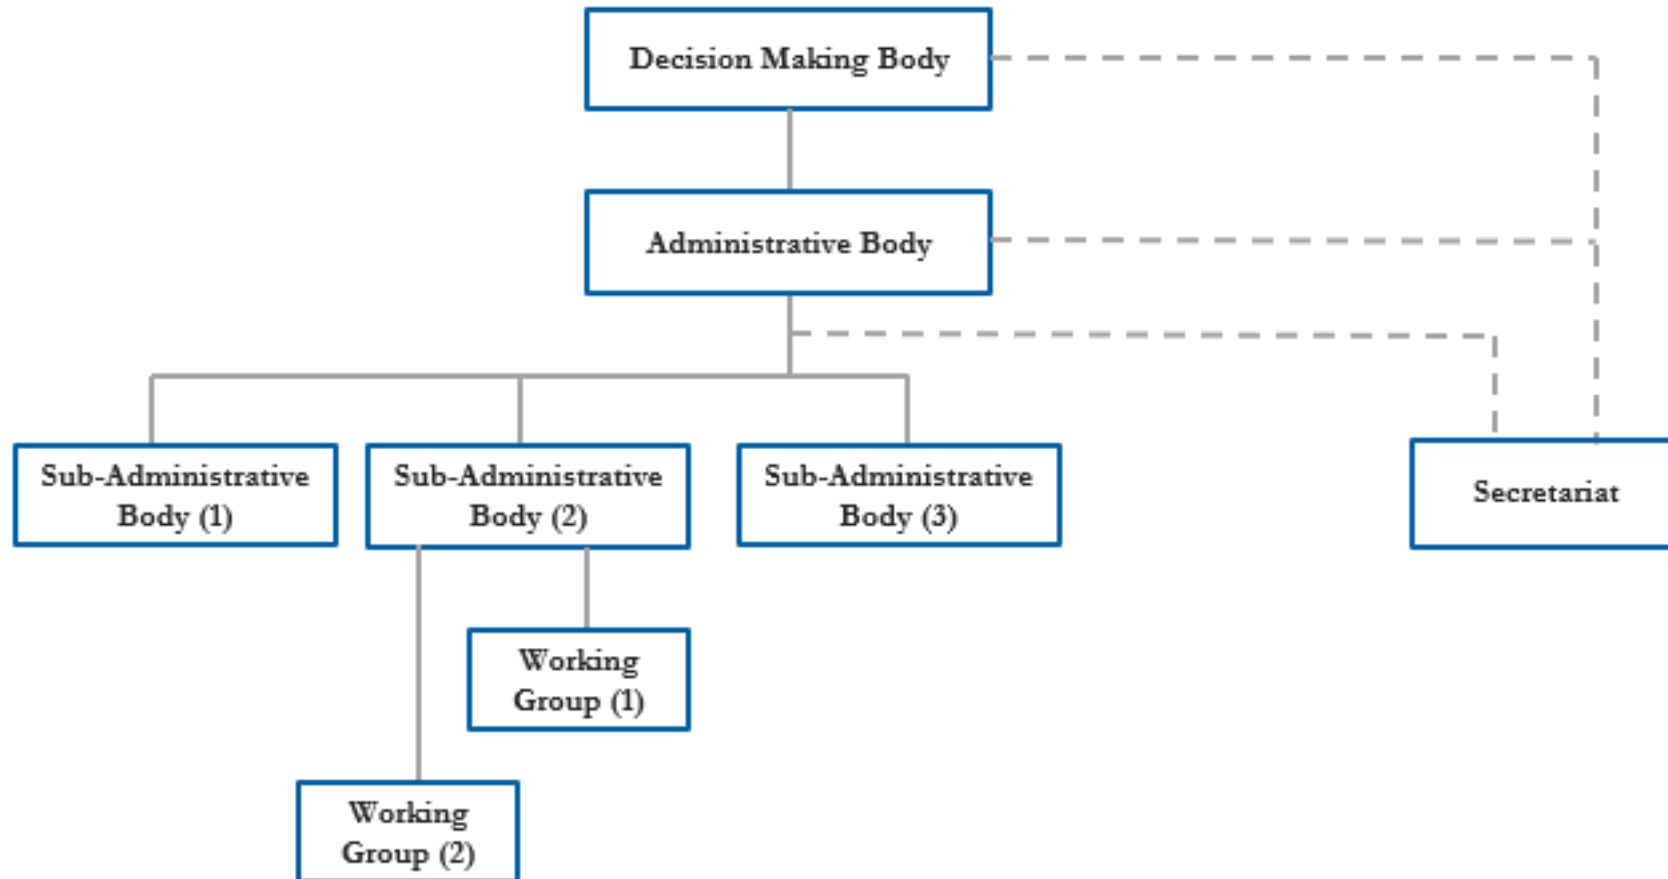 Decision Making Body
Administrative Body
Sub-Administrative
Body (1)
Sub-Administrative
Body (2)
Sub-Administrative
Body (3)
Secretariat
Working
Group (1)
Working
Group (2)